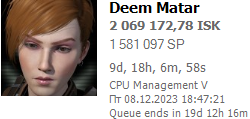 Deem Matar
2 069 172,78 ISK
1 581 097 SP
9d, 18h, 6m, 58s
CPU Management V
Пт 08.12.2023 18:47:21
Queue ends in 19d 12h 16m